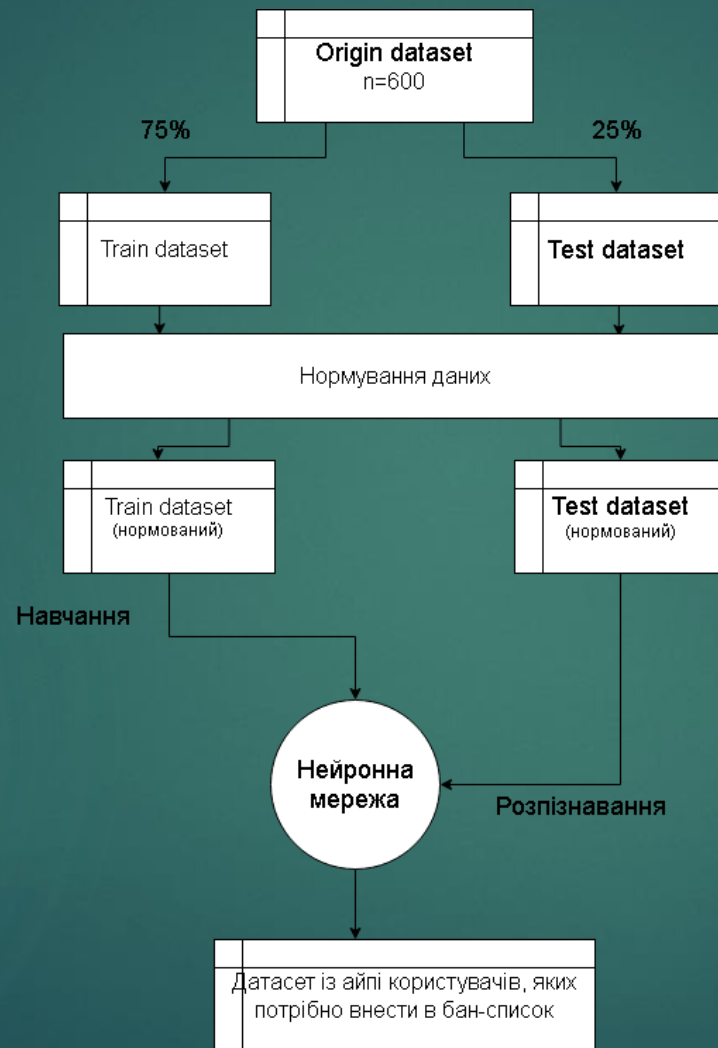 Origin dataset
n=600
75%
25%
Train dataset
Test dataset
Нормування даних
Train dataset
(нормований)
Test dataset
(нормований)
Навчання
Нейронна
мережа
Розпізнавання
Датасет із айпі користувачів, яких
потрібно внести в бан-список